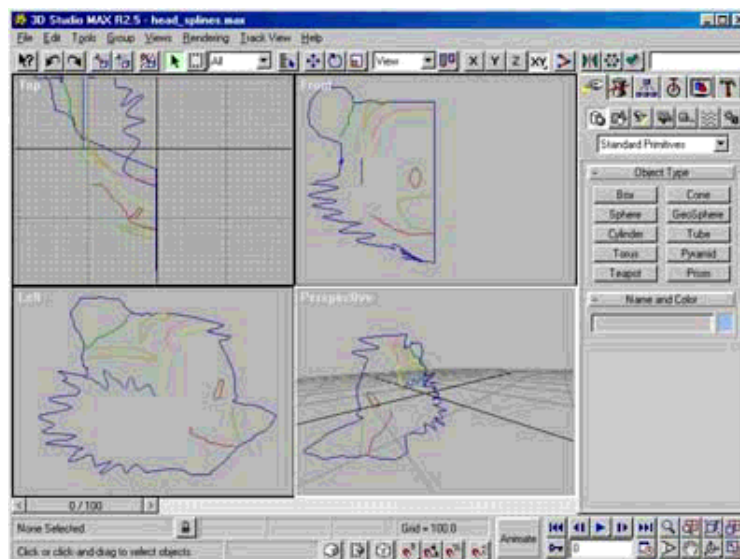 3D Studio MAX R2.5 - head_splines.max
File Edit Tools Group Views Rendering Track View Help
All View X Y Z XY
Top Front
Standard Primitives
Object Type
Box Cone
Sphere GeoSphere
Cylinder Tube
Torus Pyramid
Teapot Prism
Name and Color
Left Perspective
0 / 100
None Selected Grid = 100.0
Animate
0
Click or click-and-drag to select objects